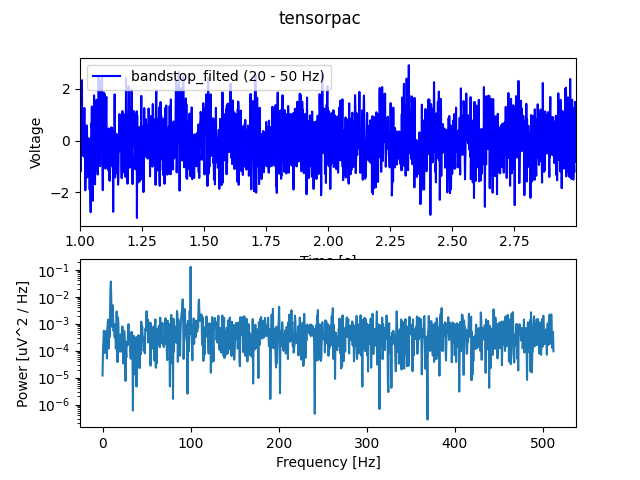 tensorpac
bandstop_filted (20 - 50 Hz)
Voltage
2
0
−2
1.00 1.25 1.50 1.75 2.00 2.25 2.50 2.75
Time [s]
Power [uV^2 / Hz]
10^-1
10^-2
10^-3
10^-4
10^-5
10^-6
0 100 200 300 400 500
Frequency [Hz]